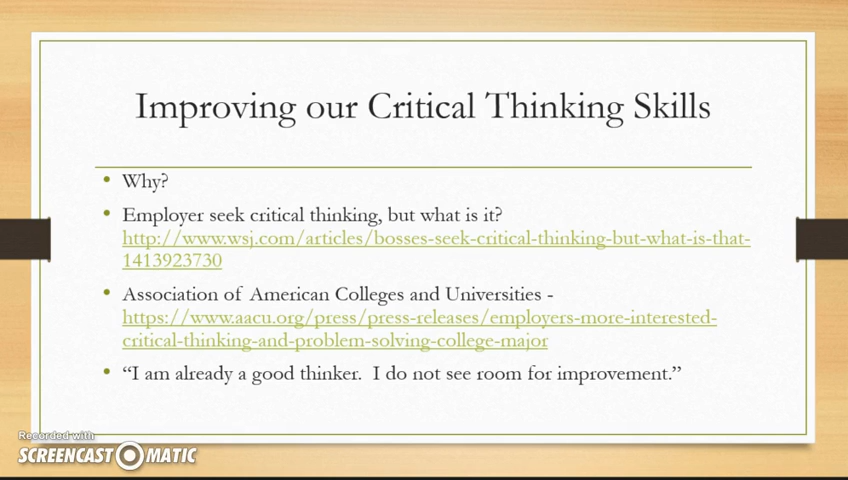 Improving our Critical Thinking Skills
• Why?
• Employer seek critical thinking, but what is it?
http://www.wsj.com/articles/bosses-seek-critical-thinking-but-what-is-that-
1413923730
• Association of American Colleges and Universities -
https://www.aacu.org/press/press-releases/employers-more-interested-
critical-thinking-and-problem-solving-college-major
• “I am already a good thinker. I do not see room for improvement.”
Recorded with
SCREENCAST MATIC